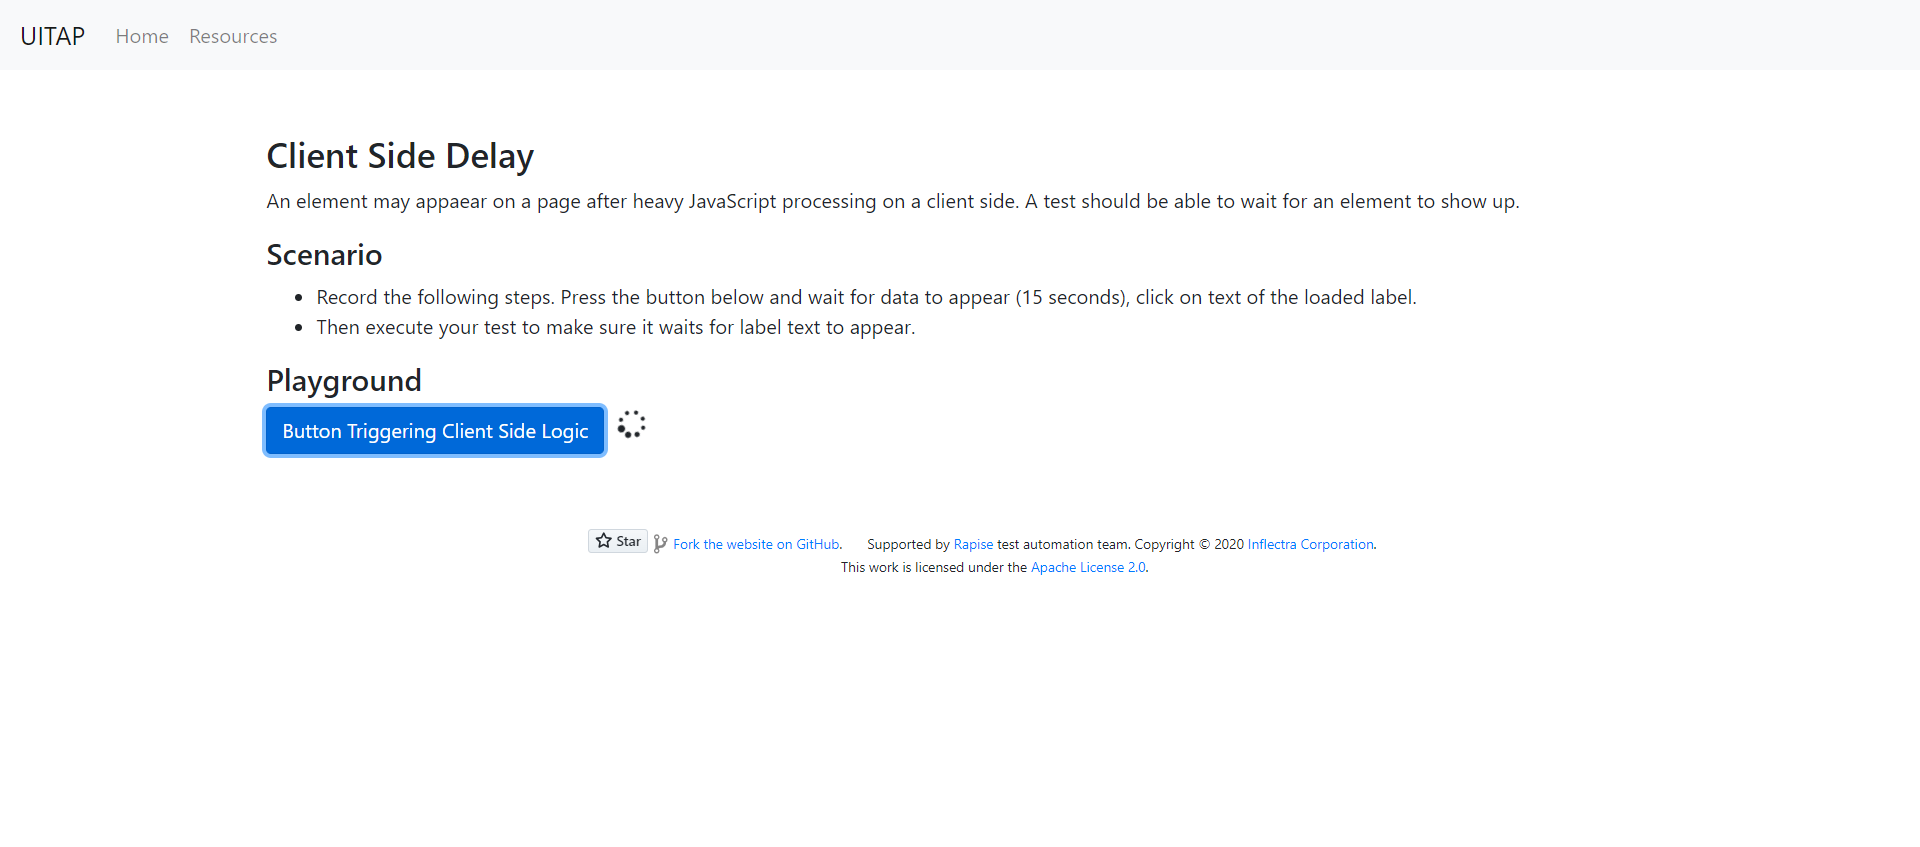 UITAP Home Resources
Client Side Delay
An element may appaear on a page after heavy JavaScript processing on a client side. A test should be able to wait for an element to show up.
Scenario
Record the following steps. Press the button below and wait for data to appear (15 seconds), click on text of the loaded label.
Then execute your test to make sure it waits for label text to appear.
Playground
Button Triggering Client Side Logic
Star Fork the website on GitHub. Supported by Rapise test automation team. Copyright © 2020 Inflectra Corporation.
This work is licensed under the Apache License 2.0.